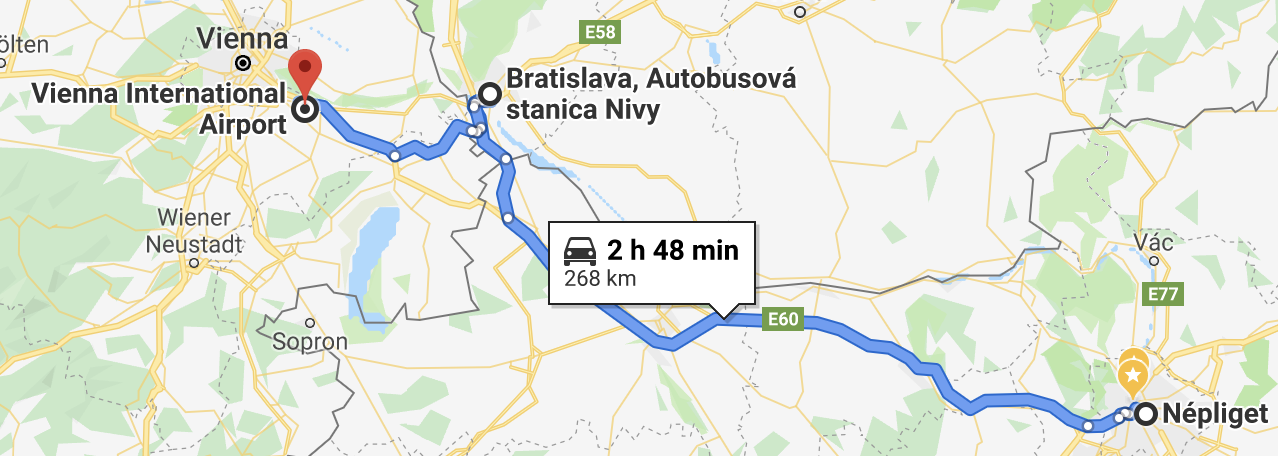 E58
Vienna
ölten
Bratislava, Autobusová
stanica Nivy
Vienna International
Airport
Wiener
Neustadt
2 h 48 min
268 km
Vác
E77
E60
Sopron
Népliget